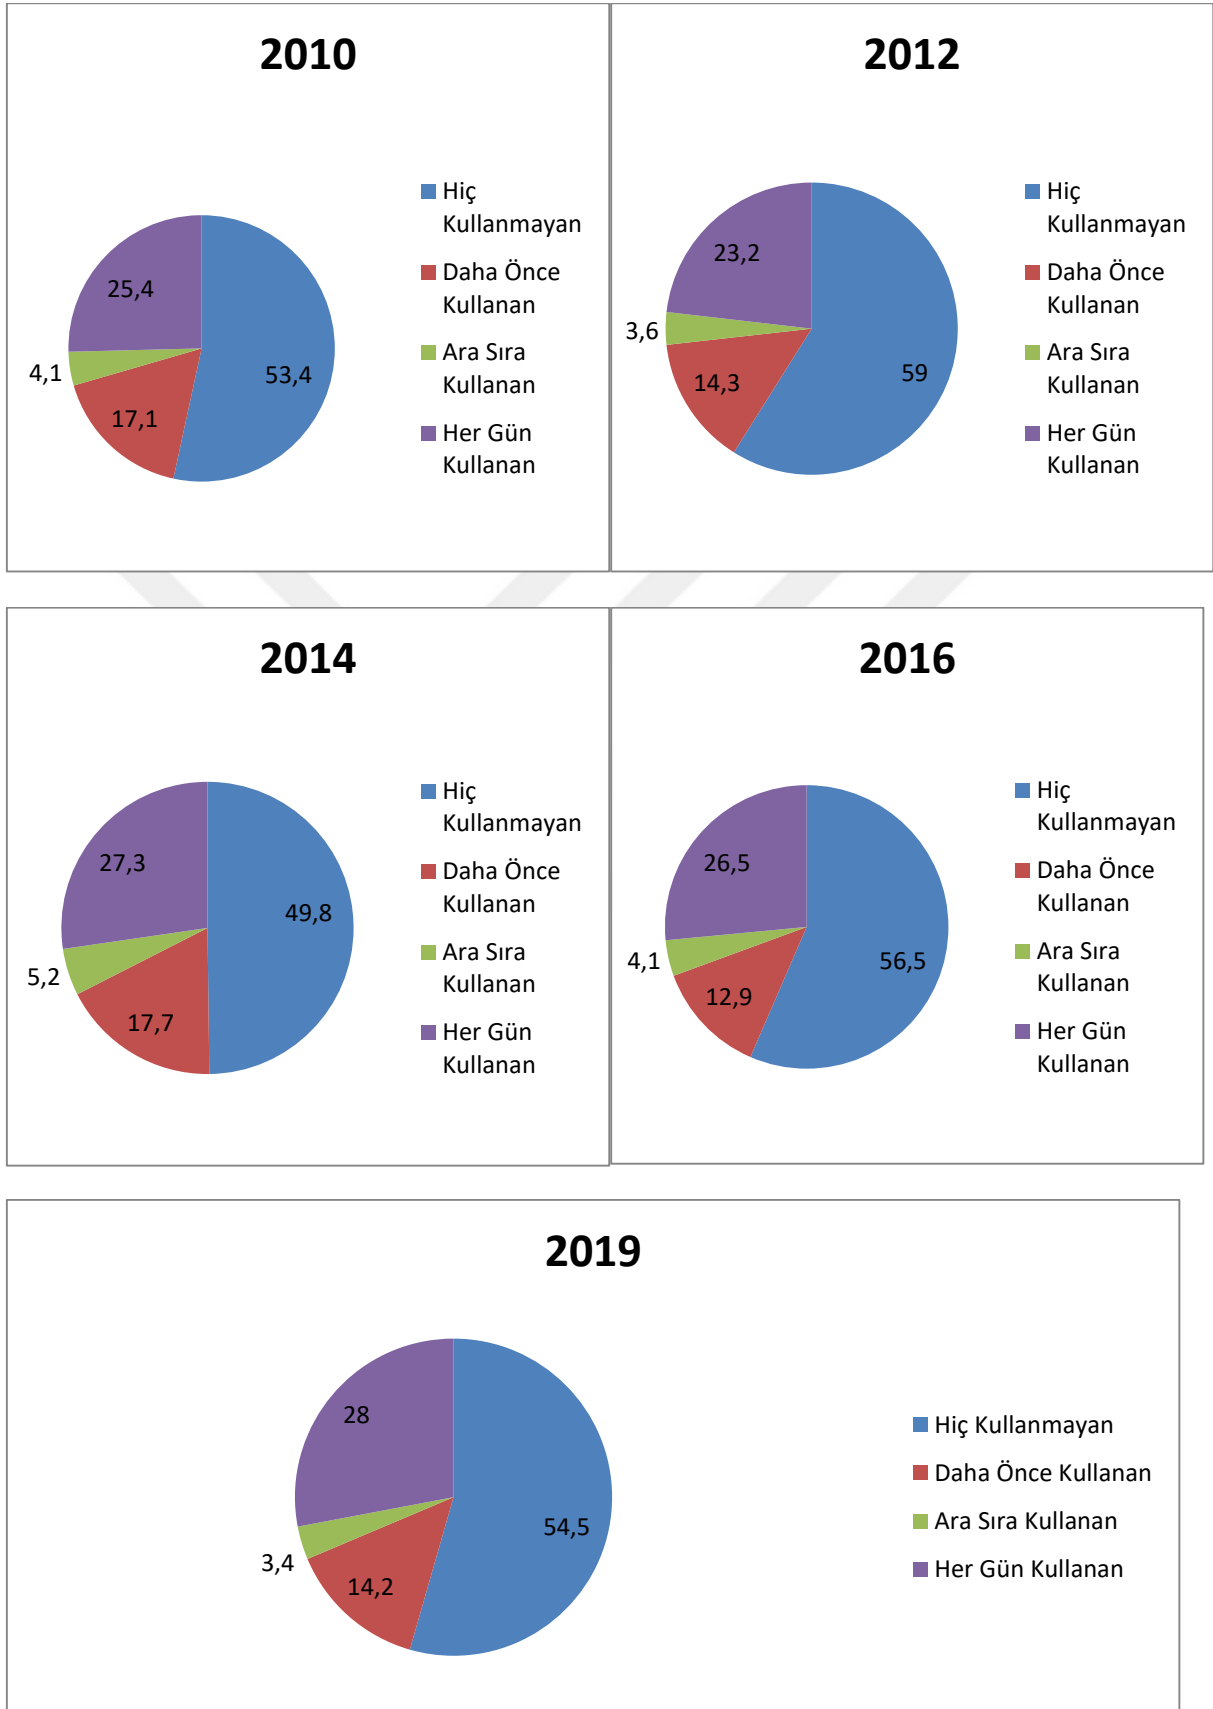 2010
Hiç
Kullanmayan
Daha Önce
Kullanan
Ara Sıra
Kullanan
Her Gün
Kullanan
25,4
4,1
17,1
53,4
2012
Hiç
Kullanmayan
Daha Önce
Kullanan
Ara Sıra
Kullanan
Her Gün
Kullanan
23,2
3,6
14,3
59
2014
Hiç
Kullanmayan
Daha Önce
Kullanan
Ara Sıra
Kullanan
Her Gün
Kullanan
27,3
49,8
5,2
17,7
2016
Hiç
Kullanmayan
Daha Önce
Kullanan
Ara Sıra
Kullanan
Her Gün
Kullanan
26,5
4,1
56,5
12,9
2019
28
54,5
3,4
14,2
Hiç Kullanmayan
Daha Önce Kullanan
Ara Sıra Kullanan
Her Gün Kullanan